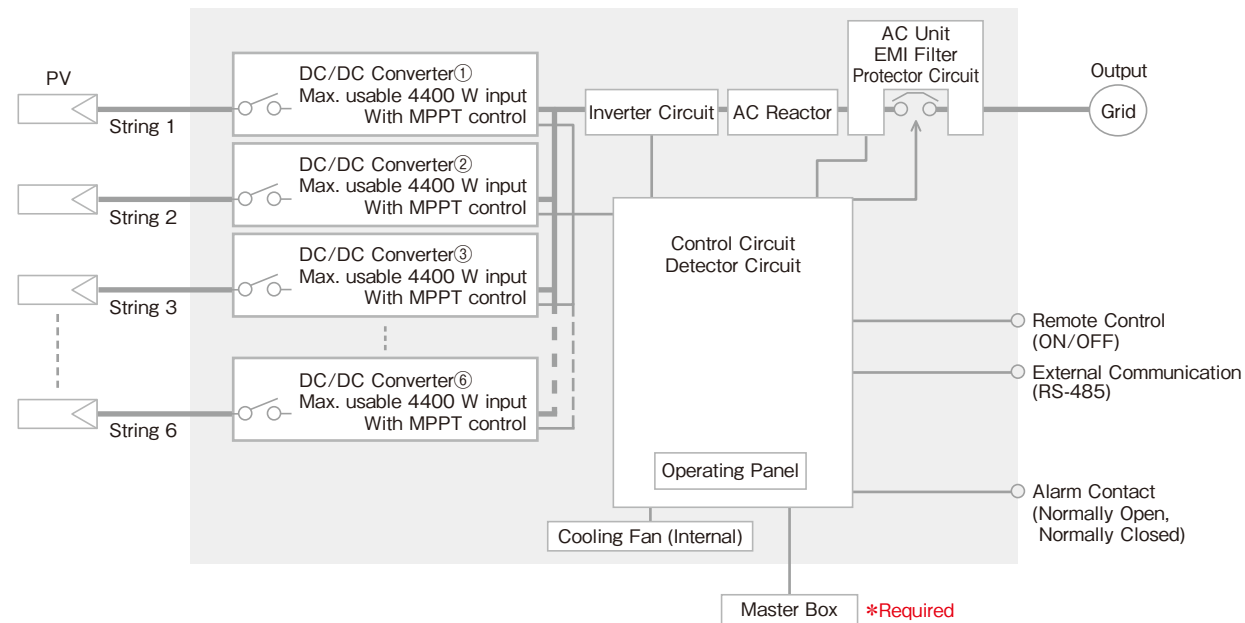 PV
String 1
String 2
String 3
String 6
DC/DC Converter①
Max. usable 4400 W input
With MPPT control
DC/DC Converter②
Max. usable 4400 W input
With MPPT control
DC/DC Converter③
Max. usable 4400 W input
With MPPT control
DC/DC Converter⑥
Max. usable 4400 W input
With MPPT control
Inverter Circuit
AC Reactor
AC Unit
EMI Filter
Protector Circuit
Output
Grid
Control Circuit
Detector Circuit
Operating Panel
Cooling Fan (Internal)
Remote Control
(ON/OFF)
External Communication
(RS-485)
Alarm Contact
(Normally Open,
Normally Closed)
Master Box
*Required